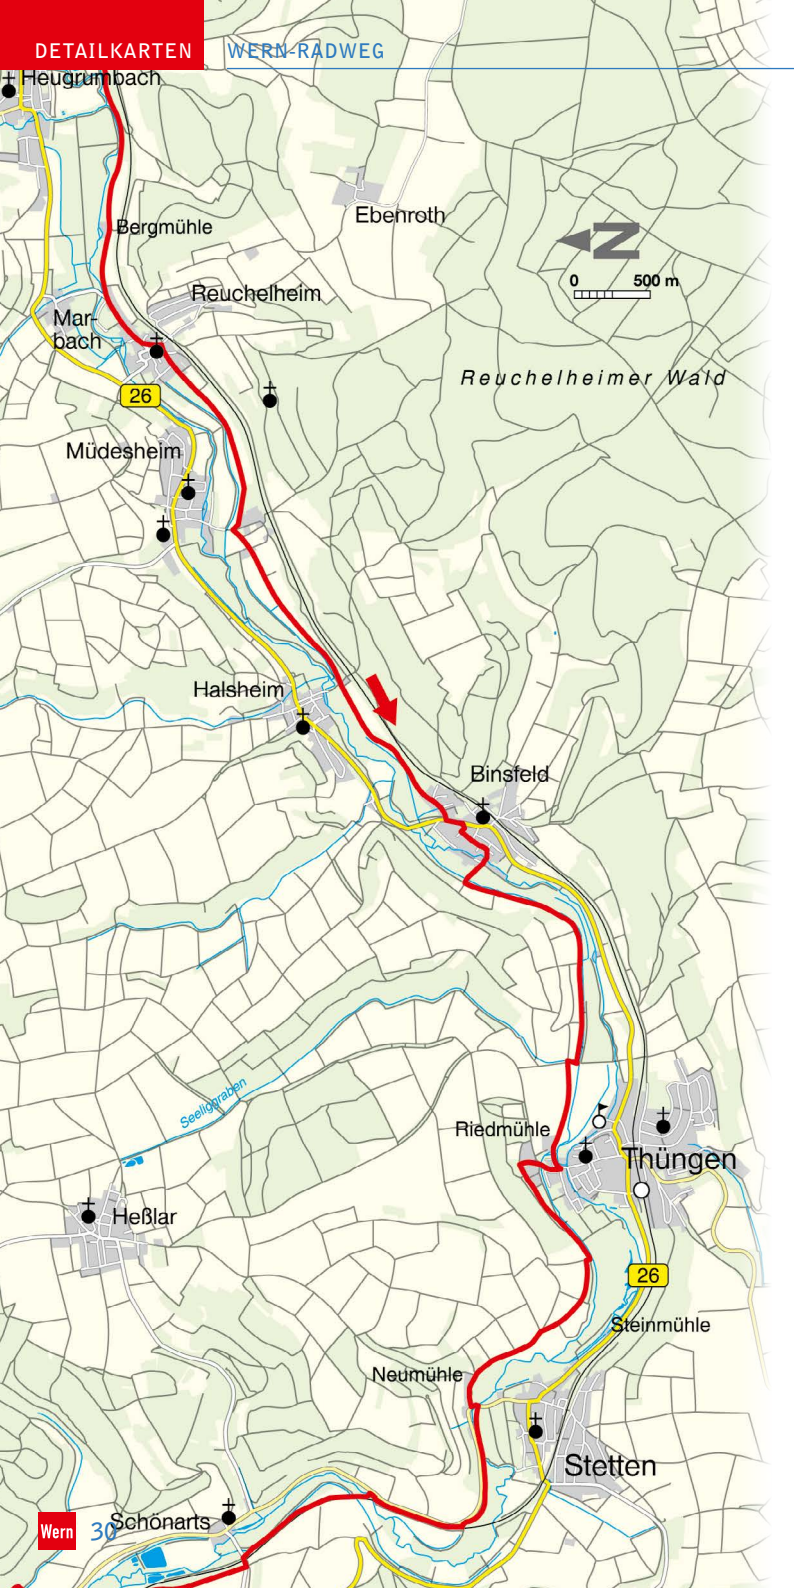 DETAILKARTEN WERN-RADWEG
Heugrumbach
Ebenroth
Bergmühle
N
0 500 m
Reuchelheim
Mar-
bach
Reuchelheimer Wald
26
Müdesheim
Halsheim
Binsfeld
Seeliggraben
Riedmühle
Thüngen
Heßlar
26
Steinmühle
Neumühle
Stetten
Schönarts
Wern 30